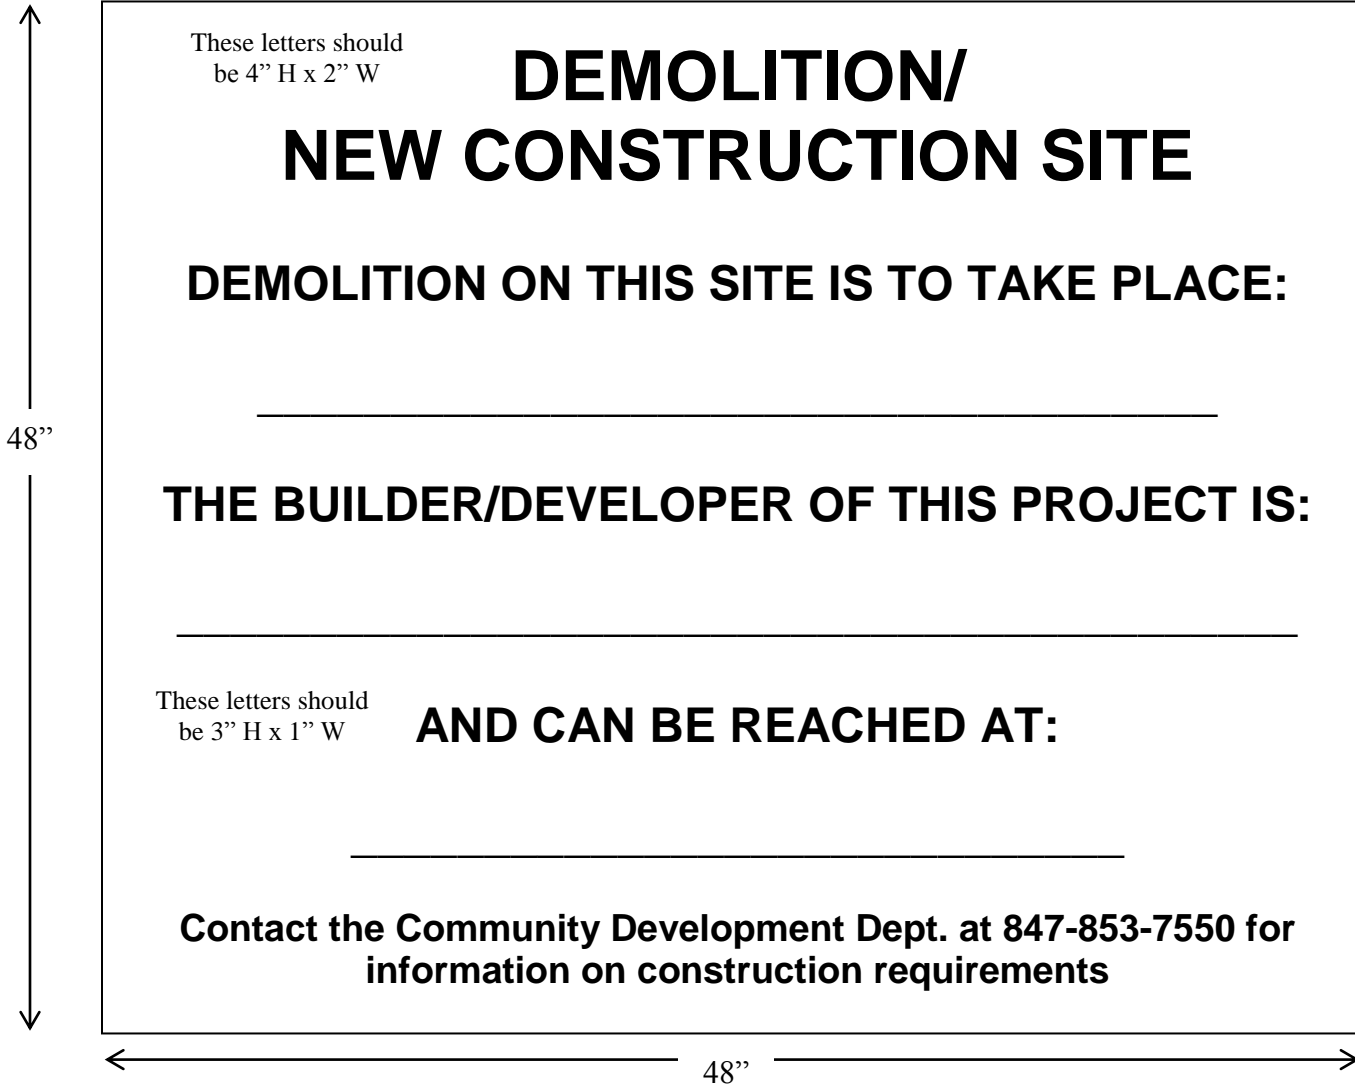 These letters should
be 4” H x 2” W
DEMOLITION/
NEW CONSTRUCTION SITE
DEMOLITION ON THIS SITE IS TO TAKE PLACE:
48”
THE BUILDER/DEVELOPER OF THIS PROJECT IS:
These letters should
be 3” H x 1” W
AND CAN BE REACHED AT:
Contact the Community Development Dept. at 847-853-7550 for
information on construction requirements
48”